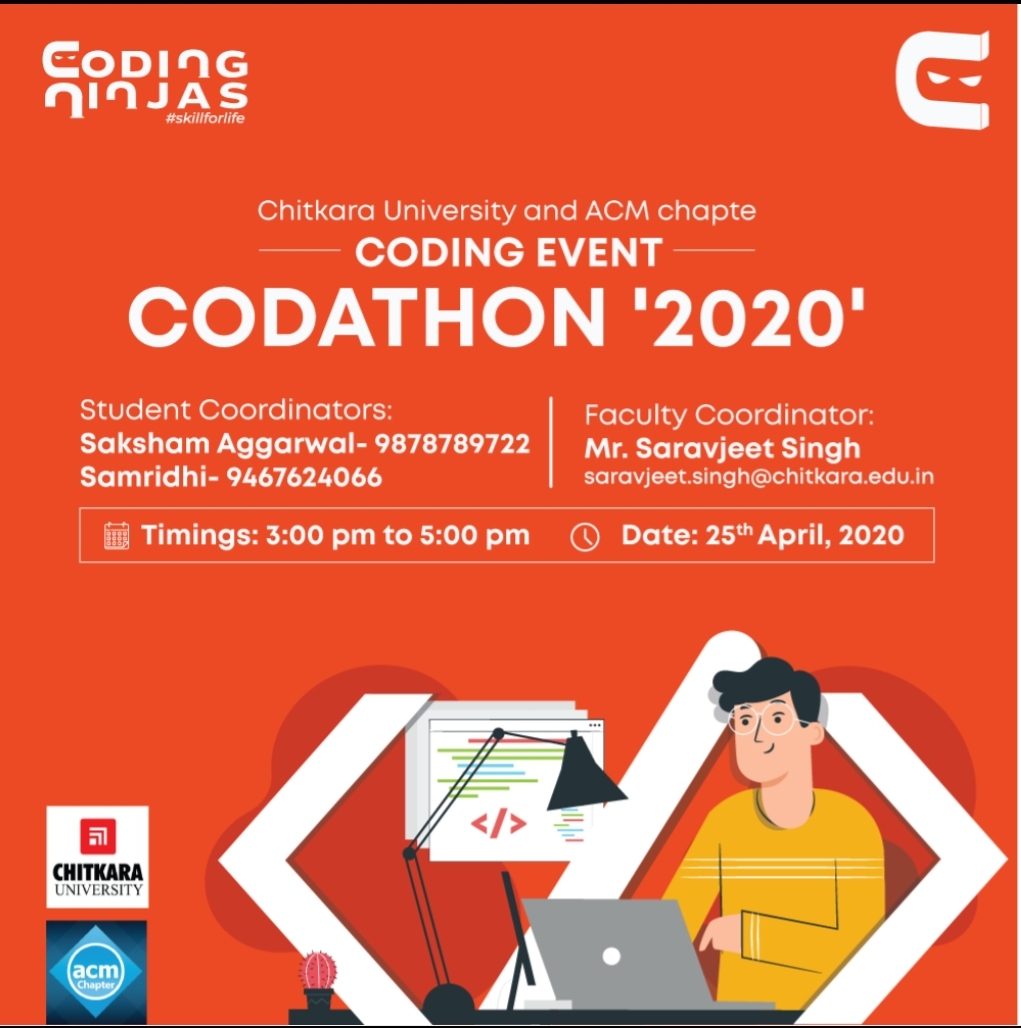 CODING
NINJAS
#skillforlife
Chitkara University and ACM chapte
CODING EVENT
CODATHON '2020'
Student Coordinators:
Saksham Aggarwal- 9878789722
Samridhi- 9467624066
Faculty Coordinator:
Mr. Saravjeet Singh
saravjeet.singh@chitkara.edu.in
Timings: 3:00 pm to 5:00 pm
Date: 25th April, 2020
</>
CHITKARA
UNIVERSITY
acm
Chapter